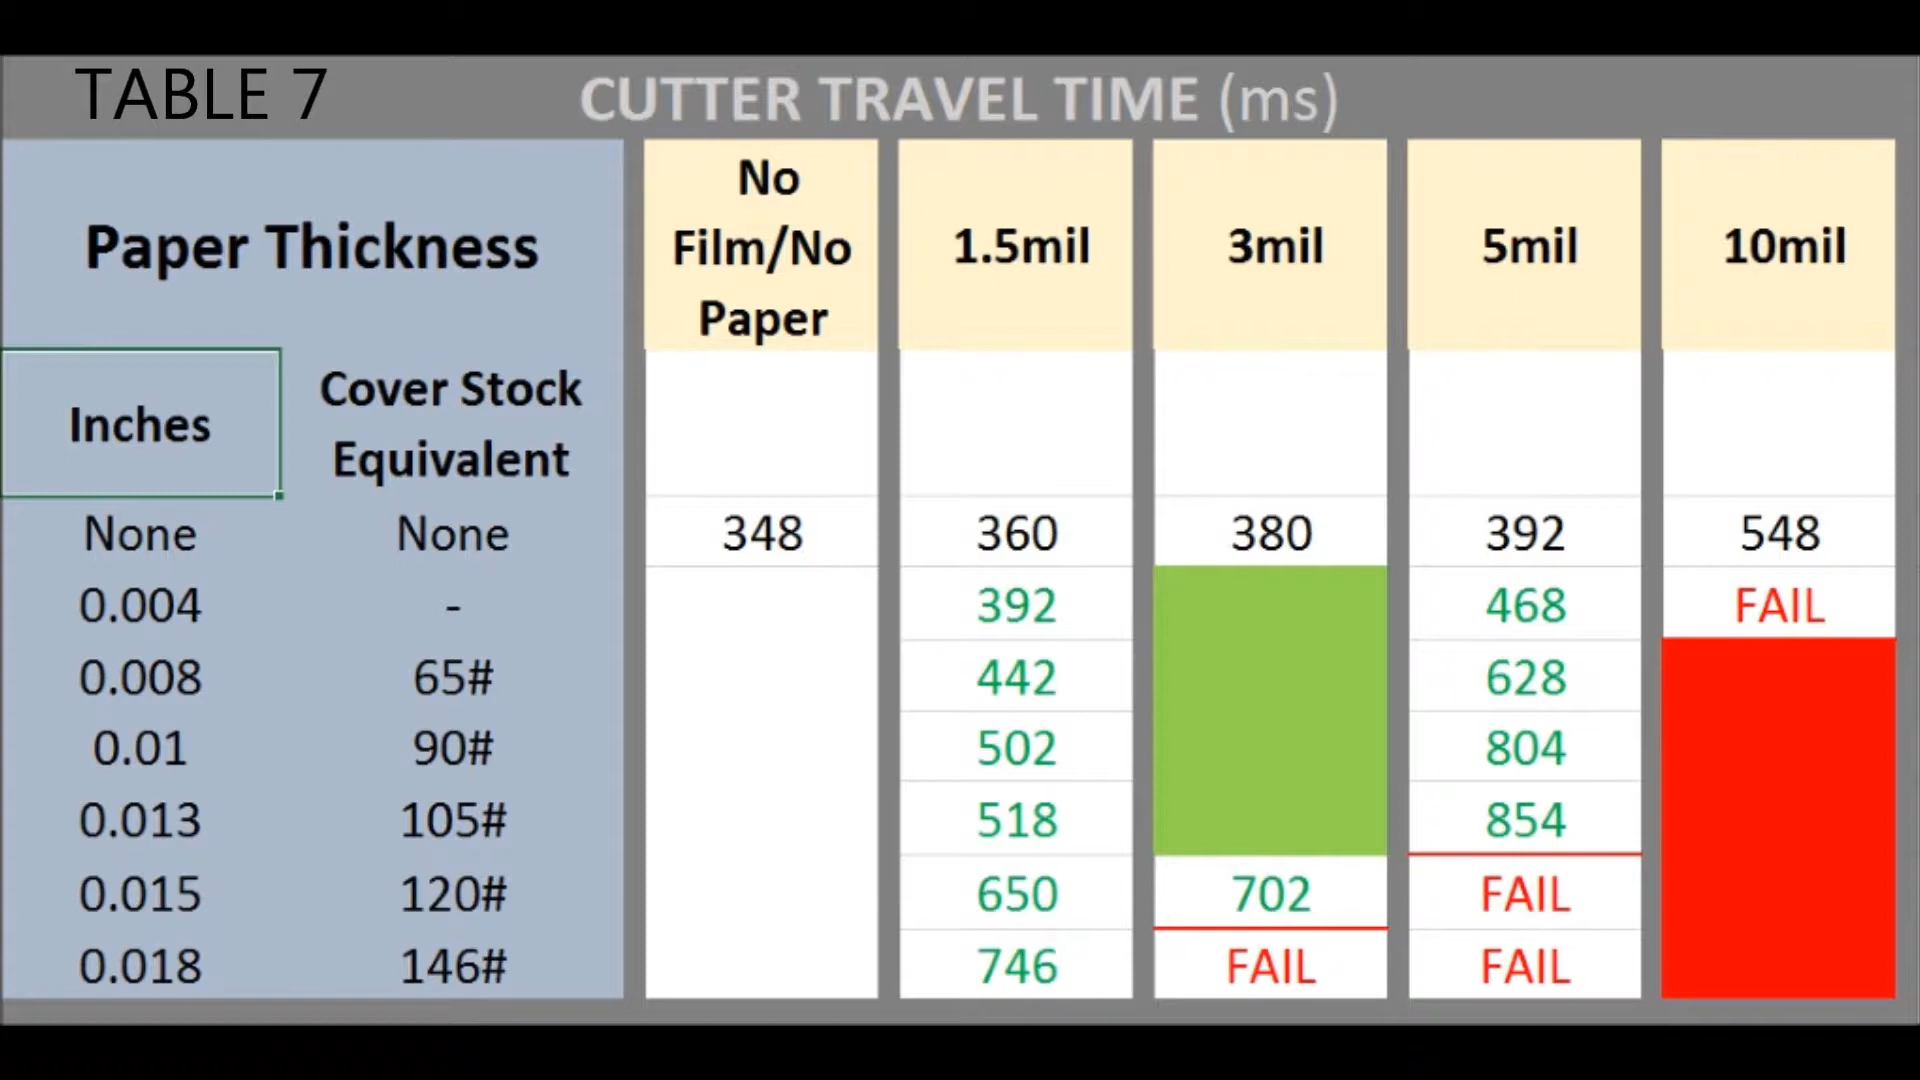 TABLE 7
CUTTER TRAVEL TIME (ms)
Paper Thickness
No
Film/No
Paper
1.5mil
3mil
5mil
10mil
Inches
Cover Stock
Equivalent
None None 348 360 380 392 548
0.004 - 392 468 FAIL
0.008 65# 442 628
0.01 90# 502 804
0.013 105# 518 854
0.015 120# 650 702 FAIL
0.018 146# 746 FAIL FAIL